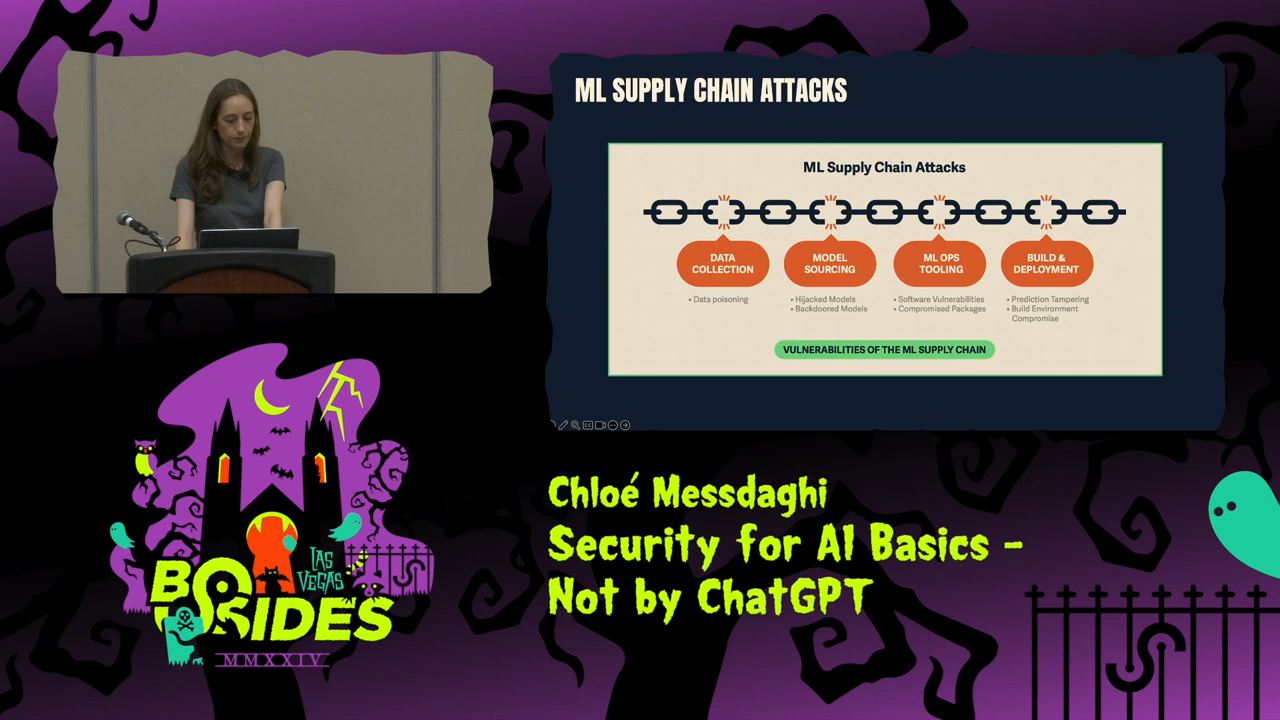 ML SUPPLY CHAIN ATTACKS
ML Supply Chain Attacks
DATA
COLLECTION
• Data poisoning
MODEL
SOURCING
• Hijacked Models
• Backdoored Models
ML OPS
TOOLING
• Software Vulnerabilities
• Compromised Packages
BUILD &
DEPLOYMENT
• Prediction Tampering
• Build Environment
Compromise
VULNERABILITIES OF THE ML SUPPLY CHAIN
LAS
VEGAS
BSIDES
MMXXIV
Chloé Messdaghi
Security for AI Basics -
Not by ChatGPT